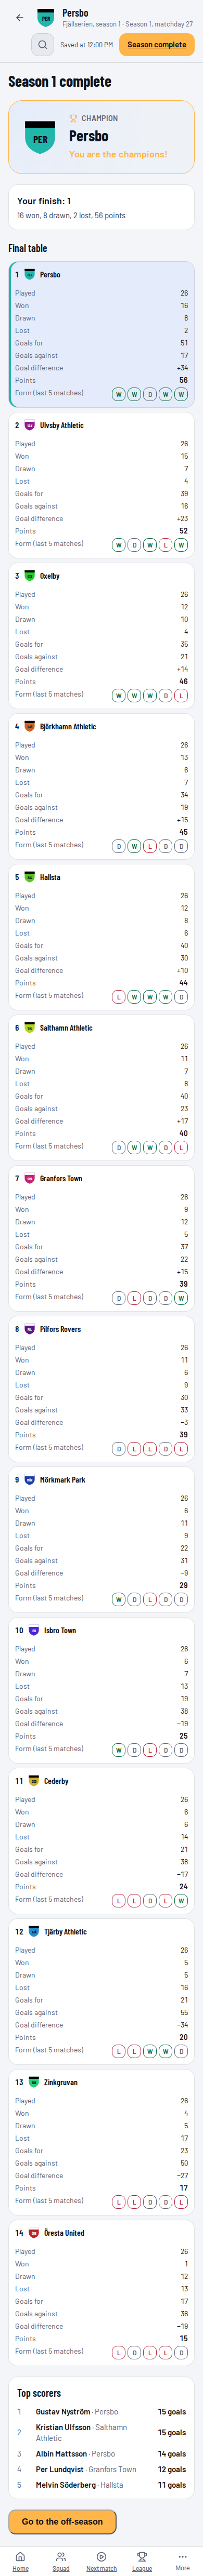 PER
Persbo
Fjällserien, season 1 · Season 1, matchday 27
Saved at 12:00 PM
Season complete
Season 1 complete
PER
CHAMPION
Persbo
You are the champions!
Your finish: 1
16 won, 8 drawn, 2 lost, 56 points
Final table
1 Persbo
Played 26
Won 16
Drawn 8
Lost 2
Goals for 51
Goals against 17
Goal difference +34
Points 56
Form (last 5 matches) W W D W W
2 Ulvsby Athletic
Played 26
Won 15
Drawn 7
Lost 4
Goals for 39
Goals against 16
Goal difference +23
Points 52
Form (last 5 matches) W D W L W
3 Oxelby
Played 26
Won 12
Drawn 10
Lost 4
Goals for 35
Goals against 21
Goal difference +14
Points 46
Form (last 5 matches) W W W D L
4 Björkhamn Athletic
Played 26
Won 13
Drawn 6
Lost 7
Goals for 34
Goals against 19
Goal difference +15
Points 45
Form (last 5 matches) D W L D D
5 Hallsta
Played 26
Won 12
Drawn 8
Lost 6
Goals for 40
Goals against 30
Goal difference +10
Points 44
Form (last 5 matches) L W W W D
6 Salthamn Athletic
Played 26
Won 11
Drawn 7
Lost 8
Goals for 40
Goals against 23
Goal difference +17
Points 40
Form (last 5 matches) D W W D L
7 Granfors Town
Played 26
Won 9
Drawn 12
Lost 5
Goals for 37
Goals against 22
Goal difference +15
Points 39
Form (last 5 matches) D L D D W
8 Pilfors Rovers
Played 26
Won 11
Drawn 6
Lost 9
Goals for 30
Goals against 33
Goal difference −3
Points 39
Form (last 5 matches) D L L D L
9 Mörkmark Park
Played 26
Won 6
Drawn 11
Lost 9
Goals for 22
Goals against 31
Goal difference −9
Points 29
Form (last 5 matches) W D L D D
10 Isbro Town
Played 26
Won 6
Drawn 7
Lost 13
Goals for 19
Goals against 38
Goal difference −19
Points 25
Form (last 5 matches) W D L D D
11 Cederby
Played 26
Won 6
Drawn 6
Lost 14
Goals for 21
Goals against 38
Goal difference −17
Points 24
Form (last 5 matches) L L D L W
12 Tjärby Athletic
Played 26
Won 5
Drawn 5
Lost 16
Goals for 21
Goals against 55
Goal difference −34
Points 20
Form (last 5 matches) L L W W D
13 Zinkgruvan
Played 26
Won 4
Drawn 5
Lost 17
Goals for 23
Goals against 50
Goal difference −27
Points 17
Form (last 5 matches) L L D D L
14 Öresta United
Played 26
Won 1
Drawn 12
Lost 13
Goals for 17
Goals against 36
Goal difference −19
Points 15
Form (last 5 matches) L D L L D
Top scorers
1 Gustav Nyström · Persbo 15 goals
2 Kristian Ulfsson · Salthamn Athletic 15 goals
3 Albin Mattsson · Persbo 14 goals
4 Per Lundqvist · Granfors Town 12 goals
5 Melvin Söderberg · Hallsta 11 goals
Go to the off-season
Home Squad Next match League More